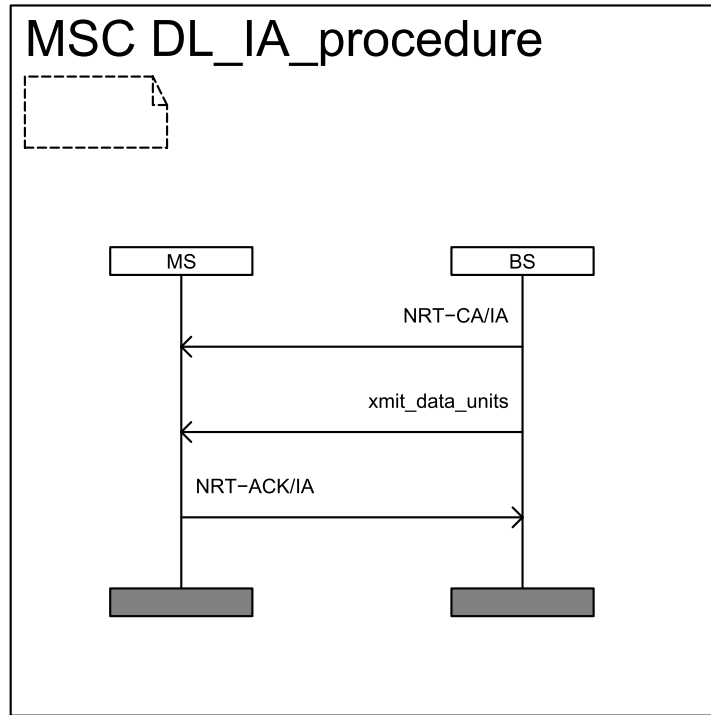 MSC DL_IA_procedure
MS
BS
NRT−CA/IA
xmit_data_units
NRT−ACK/IA